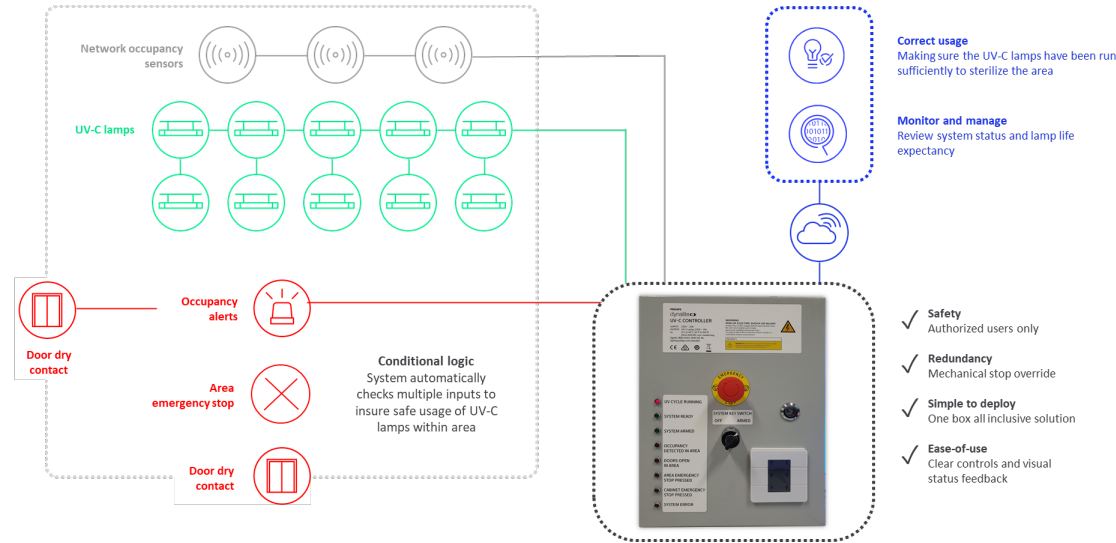 Network occupancy
sensors
UV-C lamps
Occupancy
alerts
Door dry
contact
Area
emergency stop
Conditional logic
System automatically
checks multiple inputs to
insure safe usage of UV-C
lamps within area
Door dry
contact
Correct usage
Making sure the UV-C lamps have been run
sufficiently to sterilize the area
Monitor and manage
Review system status and lamp life
expectancy
dynalite
UV-C CONTROLLER
EMERGENCY
UV CYCLE RUNNING
SYSTEM READY
SYSTEM ARMED
OCCUPANCY
DETECTED IN AREA
DOORS OPEN
IN AREA
AREA EMERGENCY
STOP PRESSED
CABINET EMERGENCY
STOP PRESSED
SYSTEM ERROR
SYSTEM KEY SWITCH
OFF ARMED
Safety
Authorized users only
Redundancy
Mechanical stop override
Simple to deploy
One box all inclusive solution
Ease-of-use
Clear controls and visual
status feedback